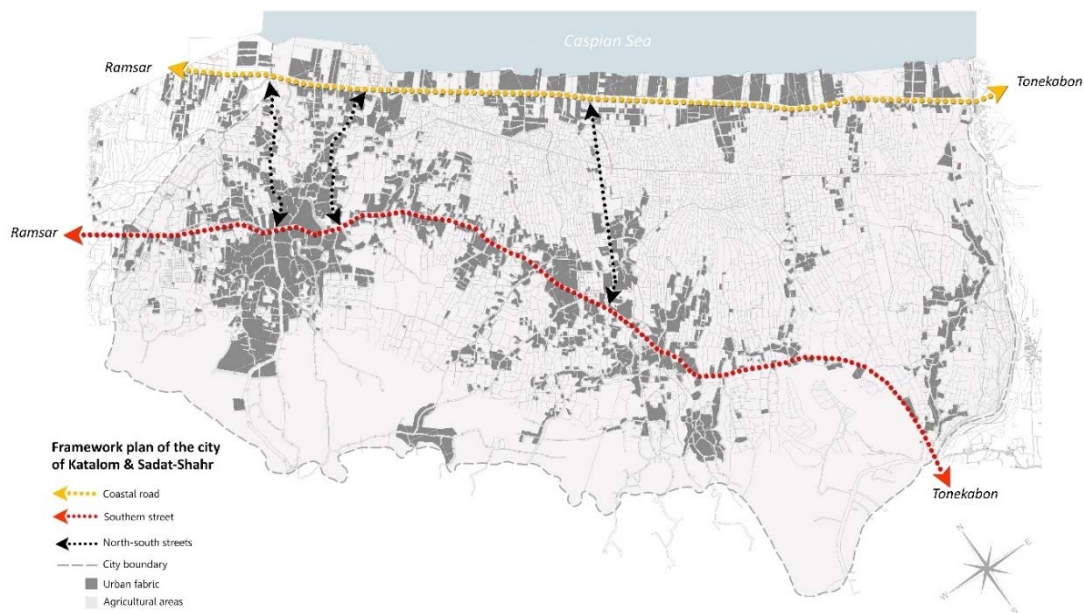 Caspian Sea
Ramsar
Tonekabon
Ramsar
Tonekabon
Framework plan of the city
of Katalom & Sadat-Shahr
Coastal road
Southern street
North-south streets
City boundary
Urban fabric
Agricultural areas
N
E
W
S